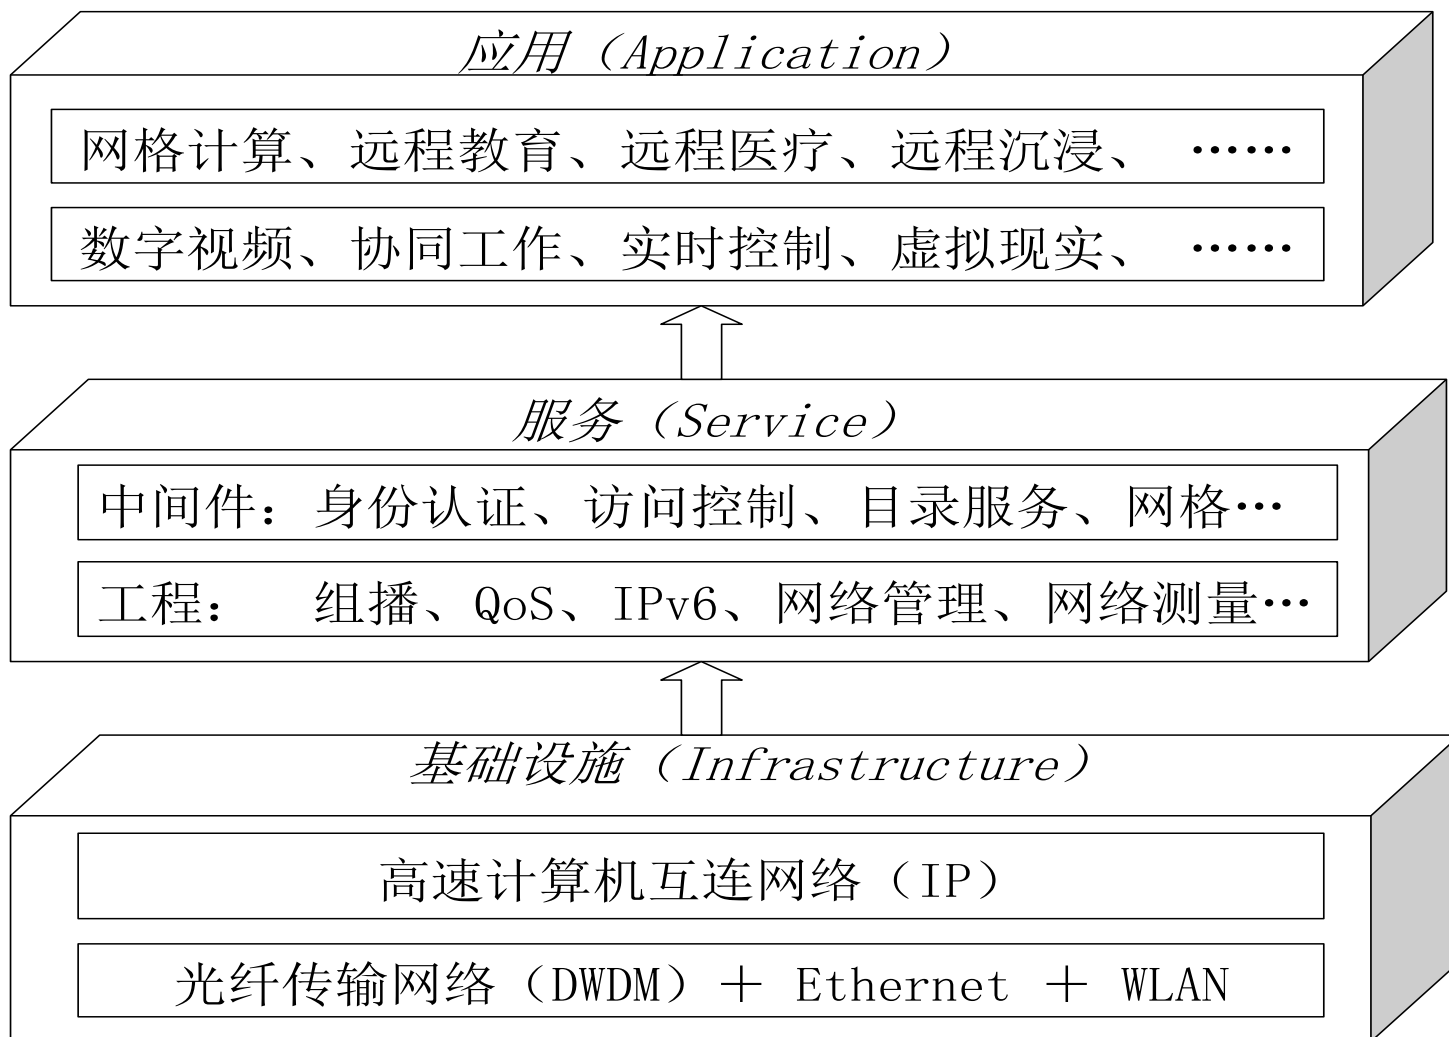 应用（Application）
网格计算、远程教育、远程医疗、远程沉浸、 ……
数字视频、协同工作、实时控制、虚拟现实、 ……
服务（Service）
中间件：身份认证、访问控制、目录服务、网格…
工程： 组播、QoS、IPv6、网络管理、网络测量…
基础设施（Infrastructure）
高速计算机互连网络（IP）
光纤传输网络（DWDM）＋ Ethernet ＋ WLAN